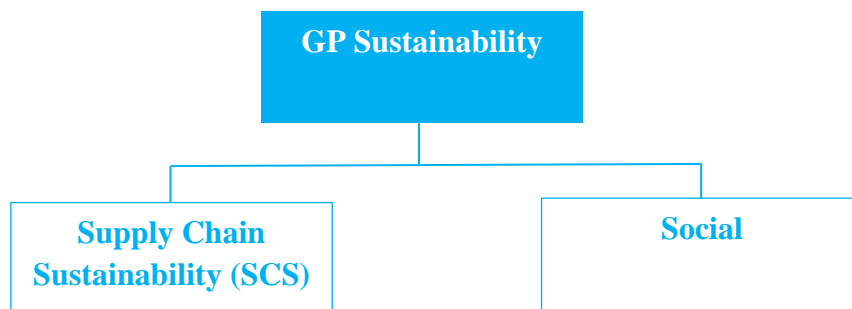 GP Sustainability
Supply Chain
Sustainability (SCS)
Social